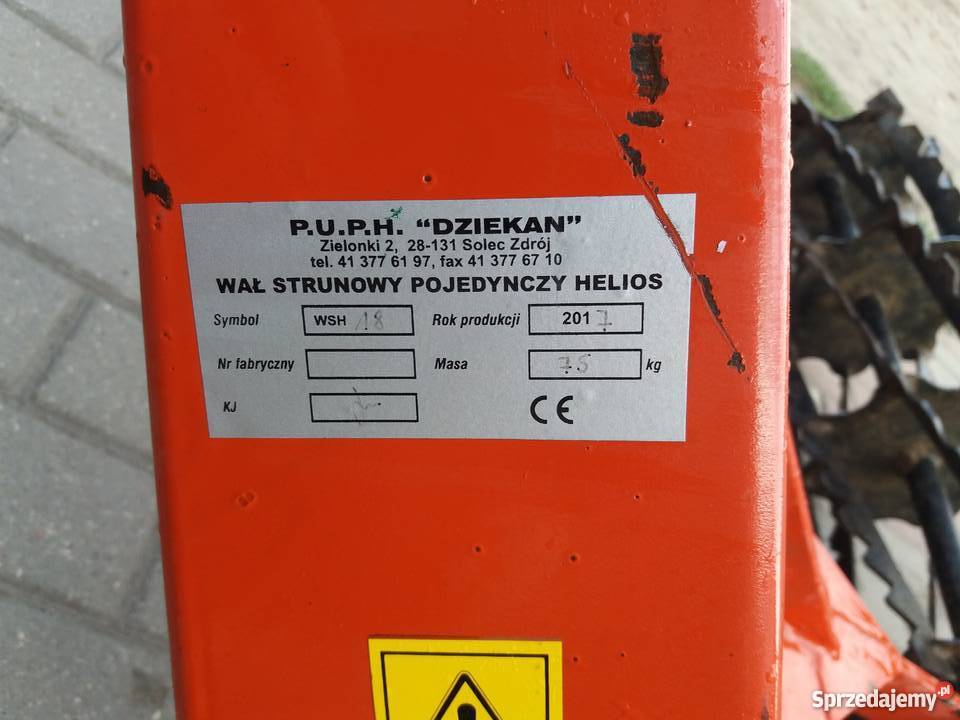 P.U.P.H. "DZIEKAN"
Zielonki 2, 28-131 Solec Zdrój
tel. 41 377 61 97, fax 41 377 67 10
WAŁ STRUNOWY POJEDYNCZY HELIOS
Symbol WSH 18 Rok produkcji 2017
Nr fabryczny Masa 75 kg
KJ CE
Sprzedajemy.pl